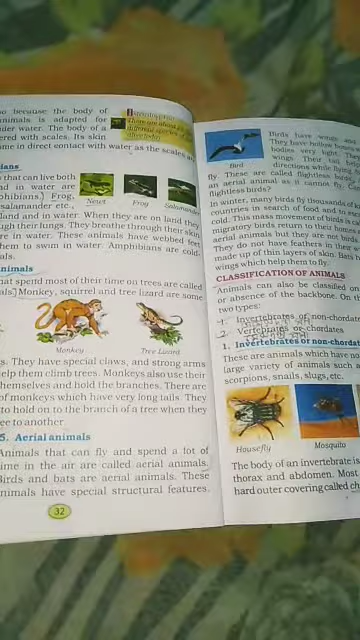 so because the body of
animals is adapted for
under water. The body of a
ered with scales. Its skin
ome in direct contact with water as the scales
There are about
different species
ians
that can live both
nd in water are
phibians.) Frog,
salamander etc.,
Newt Frog Salamander
land and in water. When they are on land they
ugh their lungs. They breathe through their skin
re in water. These animals have webbed feet
them to swim in water. Amphibians are cold
als.
nimals
at spend most of their time on trees are called
als] Monkey, squirrel and tree lizard are some
Monkey Tree Lizard
s. They have special claws, and strong arms
elp them climb trees. Monkeys also use their
hemselves and hold the branches. There are
of monkeys which have very long tails. They
to hold on to the branch of a tree when they
ee to another.
5. Aerial animals
Animals that can fly and spend a lot of
ime in the air are called aerial animals.
Birds and bats are aerial animals. These
nimals have special structural features.
32
Birds have wings and
They have hollow bones
bodies very light. The
wings. Their tail
directions while flying
Bird
fly. These are called flightless birds.
an aerial animal as it cannot fly.
flightless birds?
In winter, many birds fly thousands of
countries in search of food and to
cold. This mass movement of birds is
migratory birds return to their homes
aerial animals but they are not birds.
They do not have feathers in their
made up of thin layers of skin. Bats
wings which help them to fly.
CLASSIFICATION OF ANIMALS
Animals can also be classified on
or absence of the backbone. On
two types:
1. Invertebrates or non-chordate
2. Vertebrates or chordates
1. Invertebrates or non-chordat
These are animals which have no
large variety of animals such a
scorpions, snails, slugs, etc.
Housefly Mosquito
The body of an invertebrate is
thorax and abdomen. Most
hard outer covering called ch